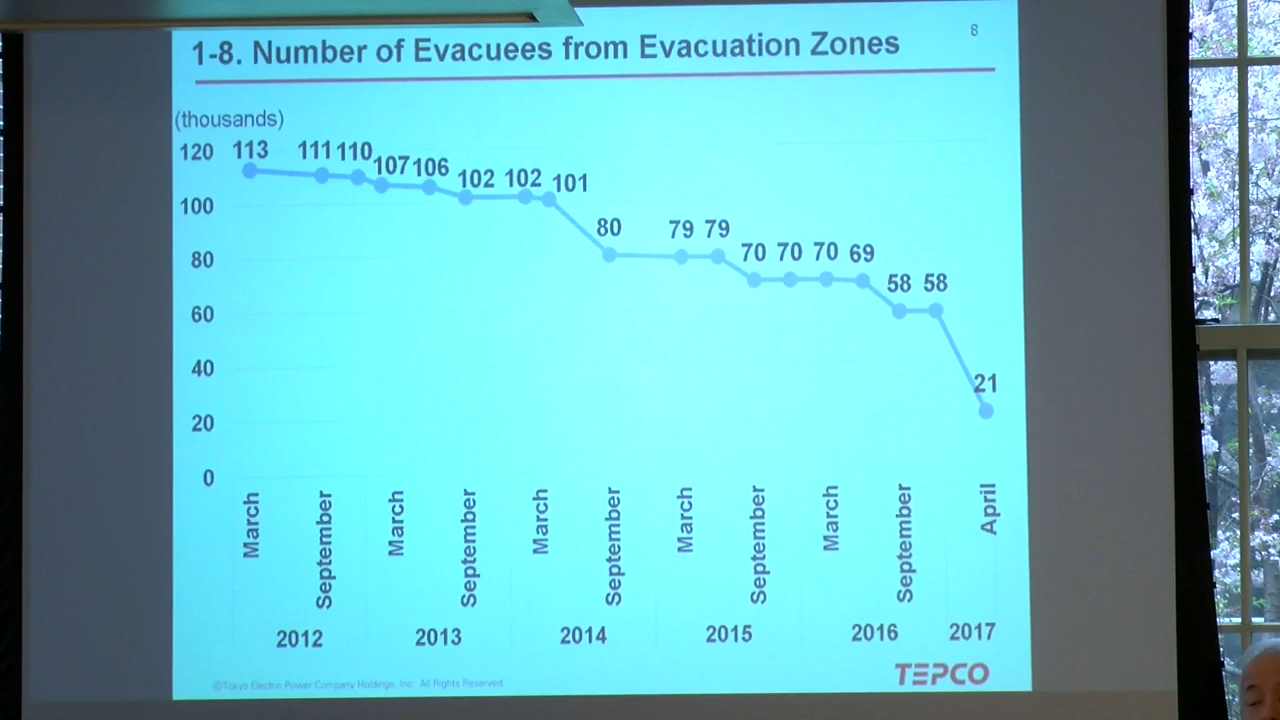 1-8. Number of Evacuees from Evacuation Zones
8
(thousands)
120 113 111 110 107 106 102 102 101
100
80 79 79
80 70 70 70 69
58 58
60
40 21
20
0
March September March September March September March September March September April
2012 2013 2014 2015 2016 2017
©Tokyo Electric Power Company Holdings, Inc. All Rights Reserved.
TEPCO